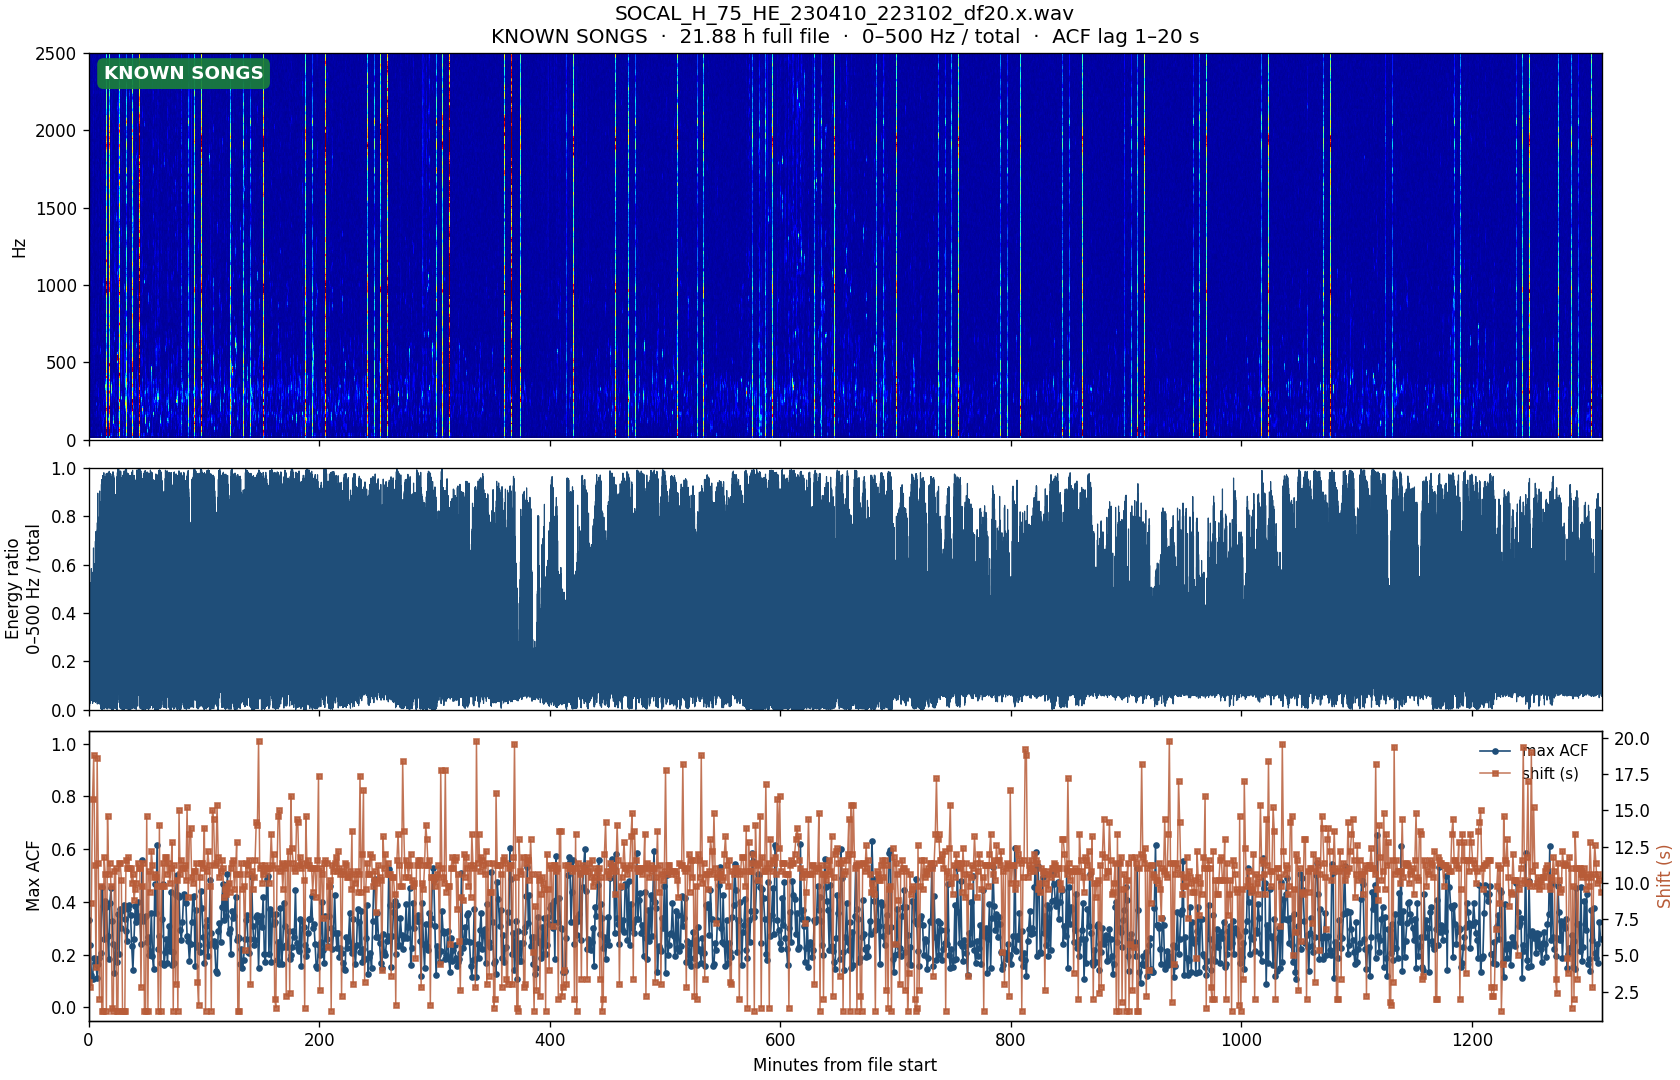 SOCAL_H_75_HE_230410_223102_df20.x.wav
KNOWN SONGS · 21.88 h full file · 0–500 Hz / total · ACF lag 1–20 s
KNOWN SONGS
Hz
2500
2000
1500
1000
500
0
Energy ratio
0–500 Hz / total
1.0
0.8
0.6
0.4
0.2
0.0
Max ACF
1.0
0.8
0.6
0.4
0.2
0.0
max ACF
shift (s)
20.0
17.5
15.0
12.5
10.0
7.5
5.0
2.5
Shift (s)
0 200 400 600 800 1000 1200
Minutes from file start